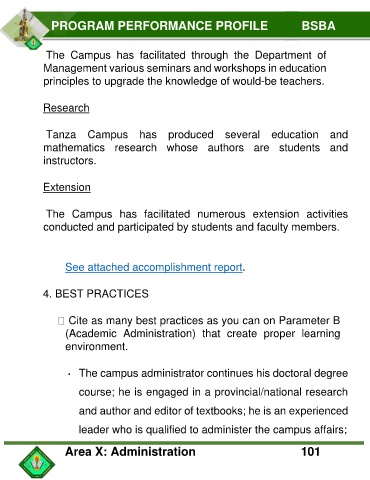 PROGRAM PERFORMANCE PROFILE BSBA
The Campus has facilitated through the Department of
Management various seminars and workshops in education
principles to upgrade the knowledge of would-be teachers.
Research
Tanza Campus has produced several education and
mathematics research whose authors are students and
instructors.
Extension
The Campus has facilitated numerous extension activities
conducted and participated by students and faculty members.
See attached accomplishment report.
4. BEST PRACTICES
Cite as many best practices as you can on Parameter B
(Academic Administration) that create proper learning
environment.
• The campus administrator continues his doctoral degree
course; he is engaged in a provincial/national research
and author and editor of textbooks; he is an experienced
leader who is qualified to administer the campus affairs;
Area X: Administration 101